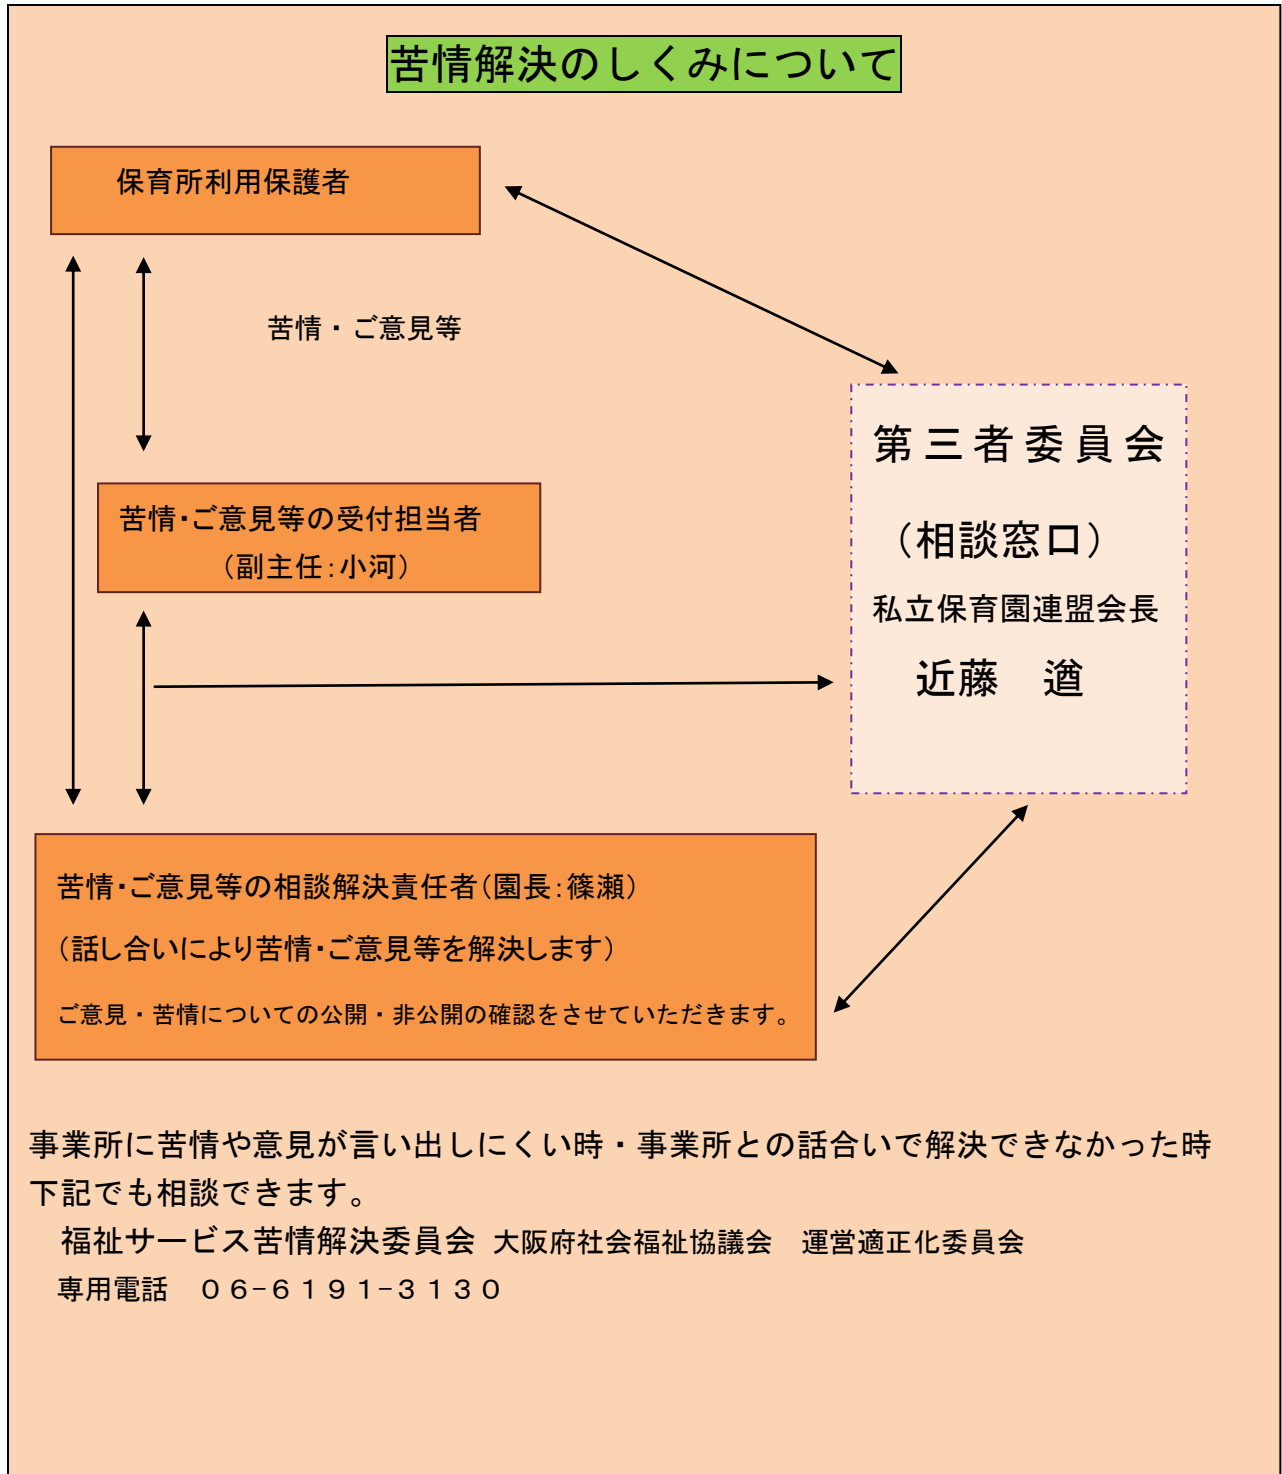 苦情解決のしくみについて
保育所利用保護者
苦情・ご意見等
苦情・ご意見等の受付担当者
（副主任：小河）
第三者委員会
（相談窓口）
私立保育園連盟会長
近藤　遒
苦情・ご意見等の相談解決責任者（園長：篠瀬）
（話し合いにより苦情・ご意見等を解決します）
ご意見・苦情についての公開・非公開の確認をさせていただきます。
事業所に苦情や意見が言い出しにくい時・事業所との話合いで解決できなかった時
下記でも相談できます。
福祉サービス苦情解決委員会 大阪府社会福祉協議会　運営適正化委員会
専用電話　０６−６１９１−３１３０